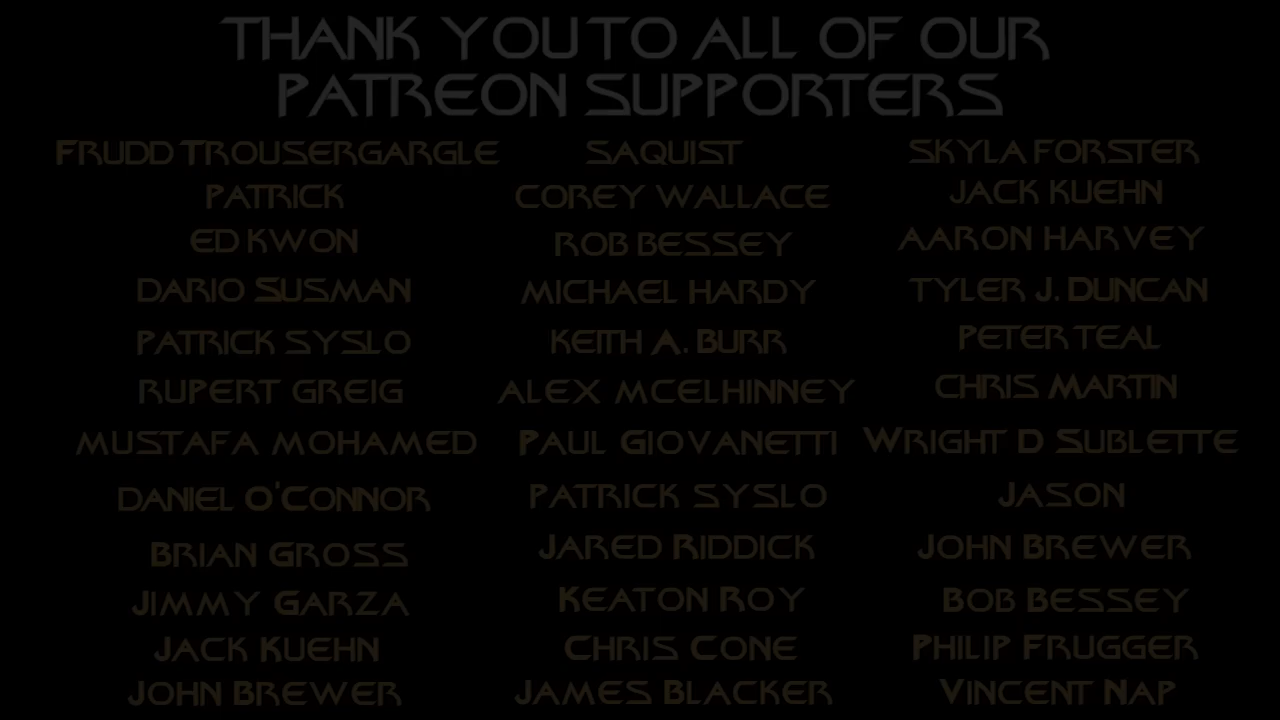 THANK YOU TO ALL OF OUR
PATREON SUPPORTERS
FRUDD TROUSERGARGLE SAQUIST SKYLA FORSTER
PATRICK COREY WALLACE JACK KUEHN
ED KWON ROB BESSEY AARON HARVEY
DARIO SUSMAN MICHAEL HARDY TYLER J. DUNCAN
PATRICK SYSLO KEITH A. BURR PETER TEAL
RUPERT GREIG ALEX MCELHINNEY CHRIS MARTIN
MUSTAFA MOHAMED PAUL GIOVANETTI WRIGHT D SUBLETTE
DANIEL O'CONNOR PATRICK SYSLO JASON
BRIAN GROSS JARED RIDDICK JOHN BREWER
JIMMY GARZA KEATON ROY BOB BESSEY
JACK KUEHN CHRIS CONE PHILIP FRUGGER
JOHN BREWER JAMES BLACKER VINCENT NAP